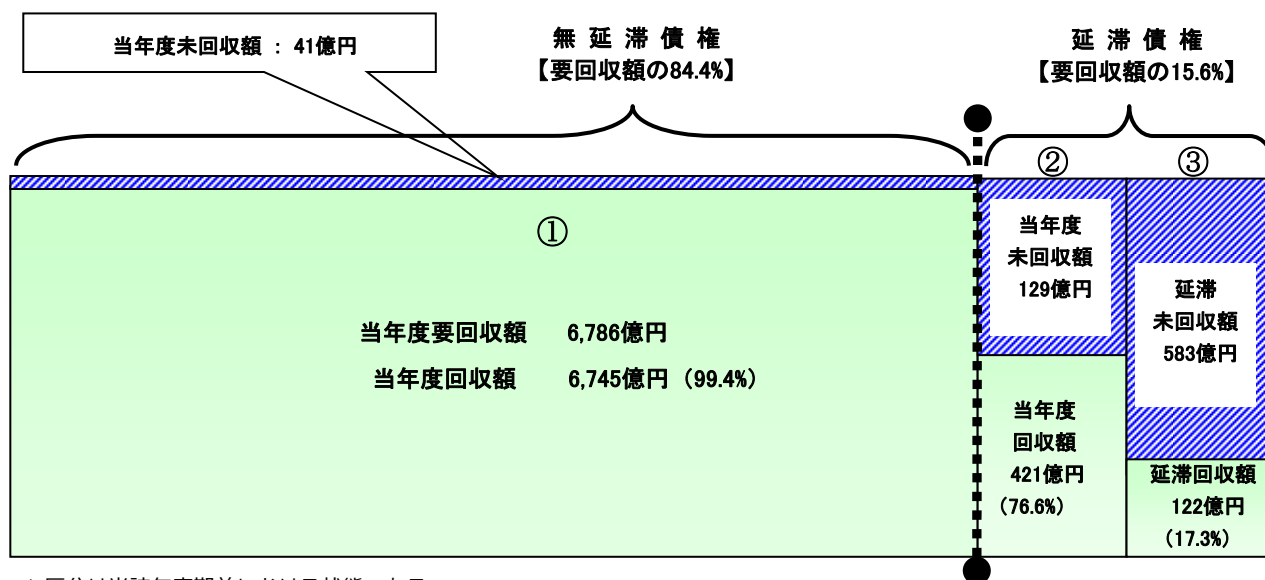 当年度未回収額 ： 41億円
無 延 滞 債 権
【要回収額の84.4%】
延 滞 債 権
【要回収額の15.6%】
①
当年度要回収額 6,786億円
当年度回収額 6,745億円（99.4%）
②
当年度
未回収額
129億円
当年度
回収額
421億円
（76.6%）
③
延滞
未回収額
583億円
延滞回収額
122億円
（17.3%）